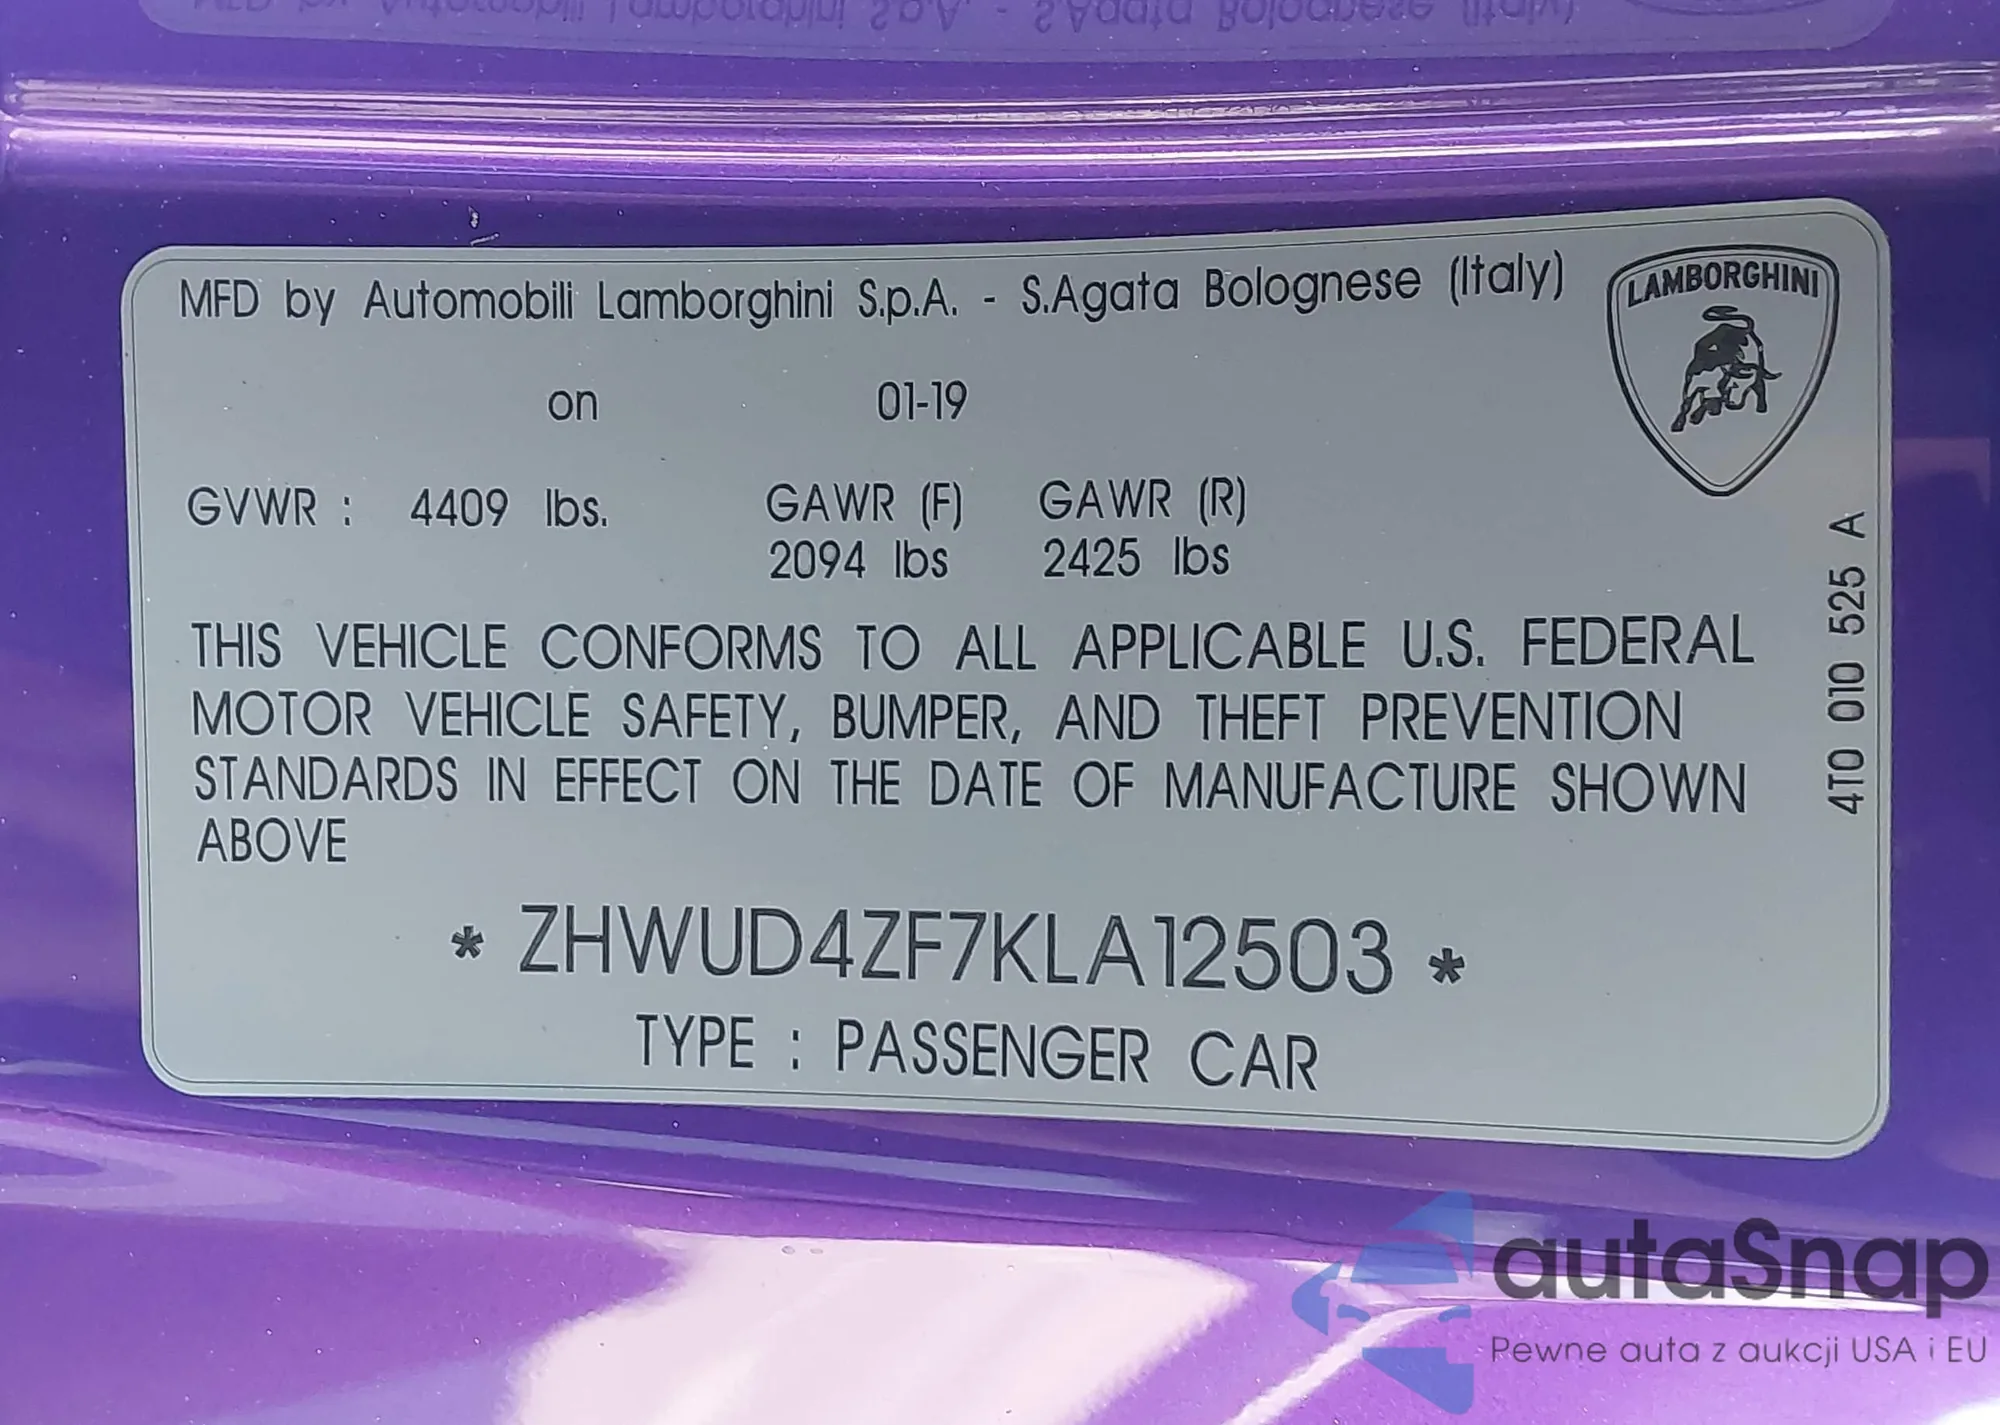 MFD by Automobili Lamborghini S.p.A. - S.Agata Bolognese (Italy)
LAMBORGHINI
on 01-19
GVWR : 4409 lbs. GAWR (F) GAWR (R)
2094 lbs 2425 lbs
THIS VEHICLE CONFORMS TO ALL APPLICABLE U.S. FEDERAL
MOTOR VEHICLE SAFETY, BUMPER, AND THEFT PREVENTION
STANDARDS IN EFFECT ON THE DATE OF MANUFACTURE SHOWN
ABOVE
4T0 010 525 A
* ZHWUD4ZF7KLA12503 *
TYPE : PASSENGER CAR
autaSnap
Pewne auta z aukcji USA i EU